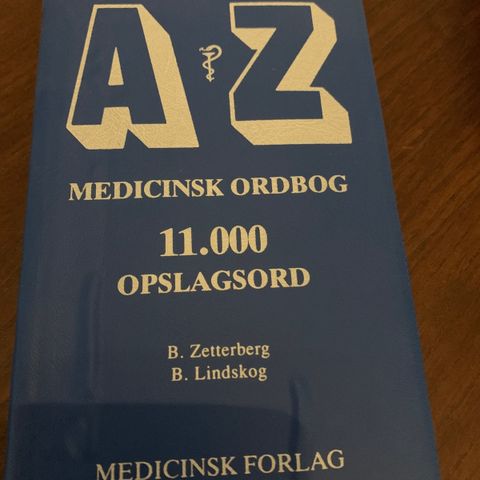 A Z
MEDICINSK ORDBOG
11.000
OPSLAGSORD
B. Zetterberg
B. Lindskog
MEDICINSK FORLAG